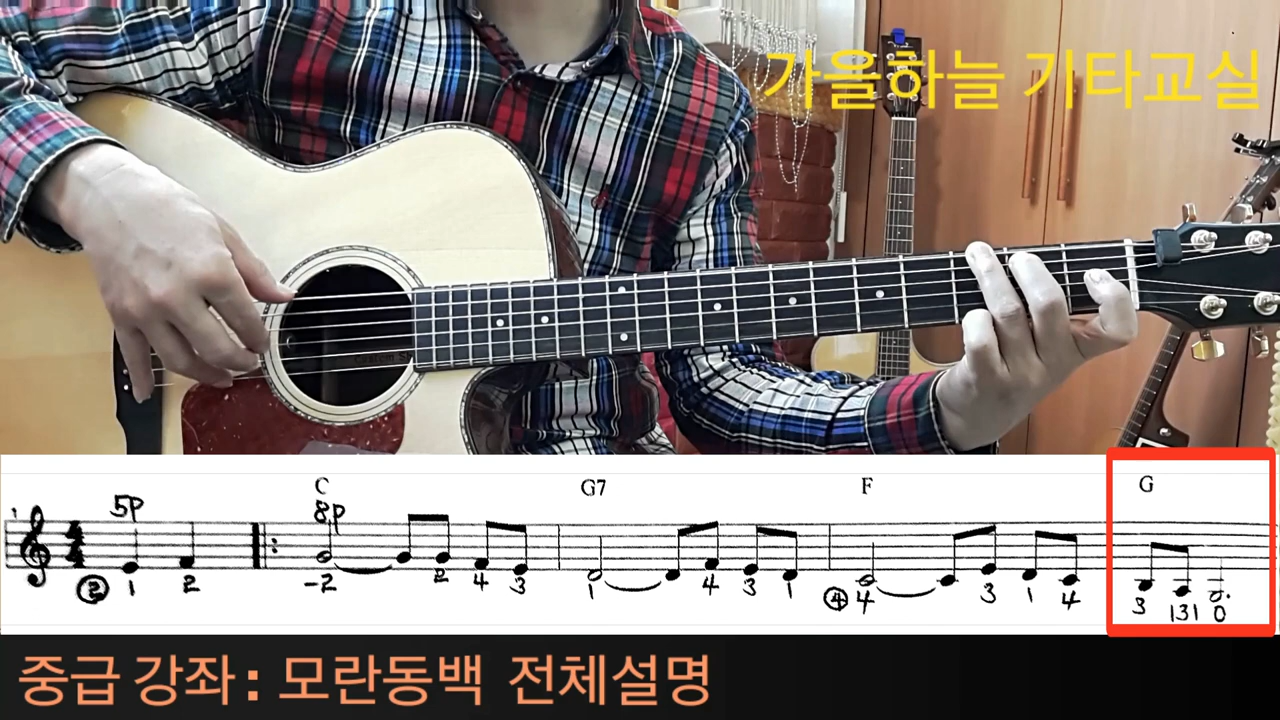 가을하늘 기타교실
C G7 F G
5P 8P
② 1 2 -2 2 4 3 1 4 3 1 ④ 4 3 1 4 3 131 0
중급 강좌 : 모란동백 전체설명